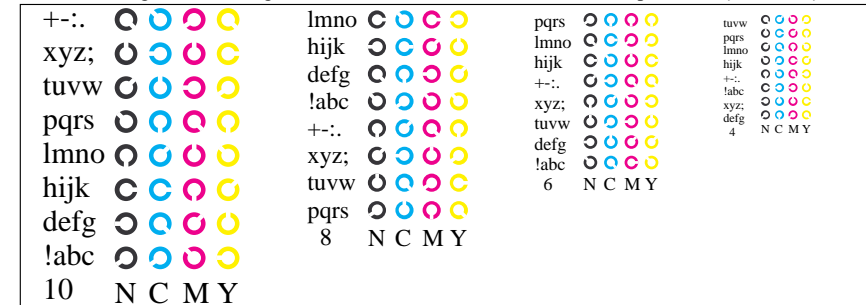 +-:.
xyz;
tuvw
pqrs
lmno
hijk
defg
!abc
10 N C M Y
lmno
hijk
defg
!abc
+-:.
xyz;
tuvw
pqrs
8 N C M Y
pqrs
lmno
hijk
+-:.
xyz;
tuvw
defg
!abc
6 N C M Y
tuvw
pqrs
lmno
hijk
+-:.
!abc
xyz;
defg
4 N C M Y